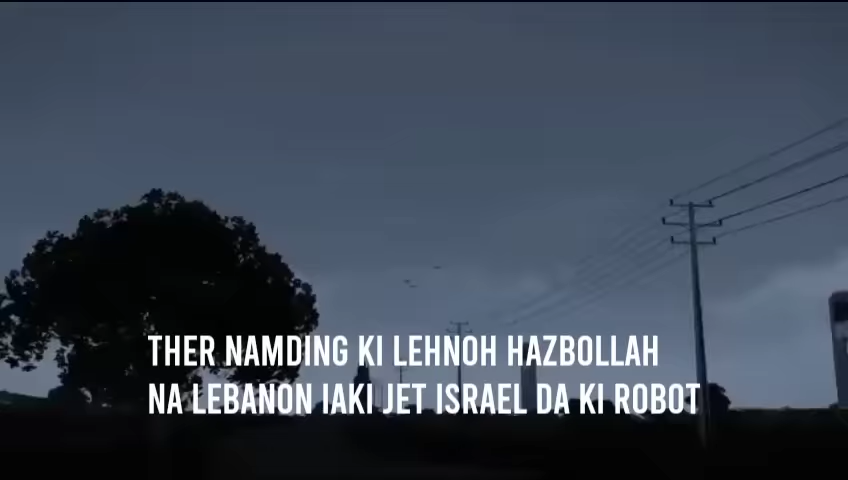 THER NAMDING KI LEHNOH HAZBOLLAH
NA LEBANON IAKI JET ISRAEL DA KI ROBOT